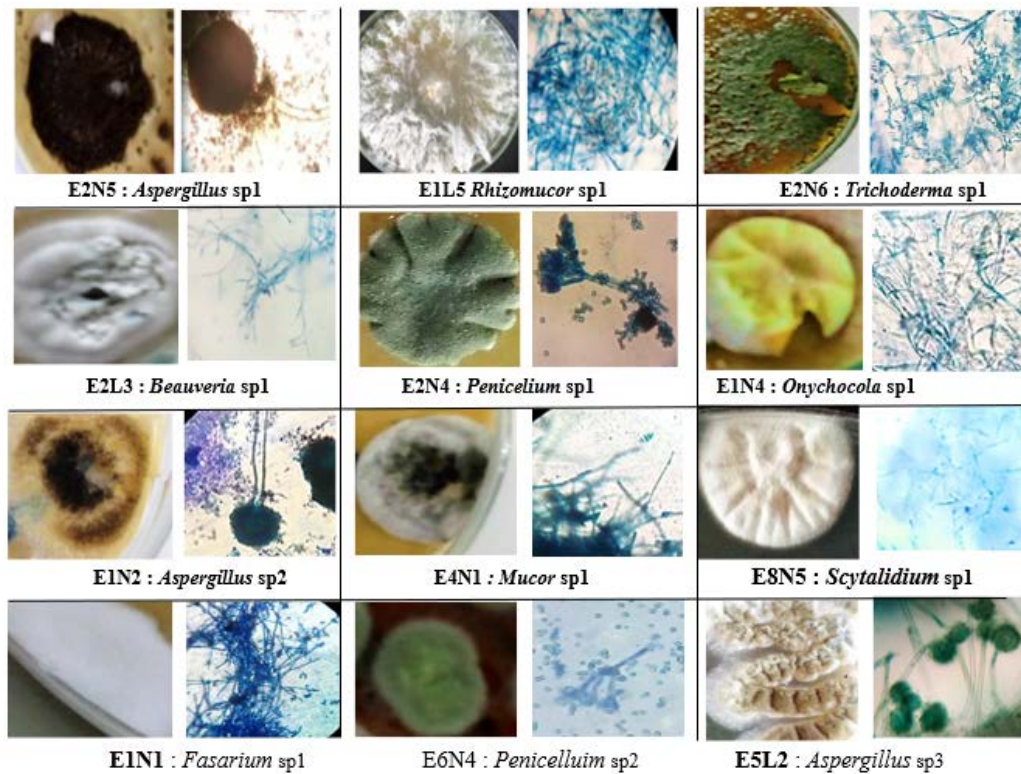 E2N5 : Aspergillus sp1
E1L5 Rhizomucor sp1
E2N6 : Trichoderma sp1
E2L3 : Beauveria sp1
E2N4 : Penicelium sp1
E1N4 : Onychocola sp1
E1N2 : Aspergillus sp2
E4N1 : Mucor sp1
E8N5 : Scytalidium sp1
E1N1 : Fasarium sp1
E6N4 : Penicelluim sp2
E5L2 : Aspergillus sp3